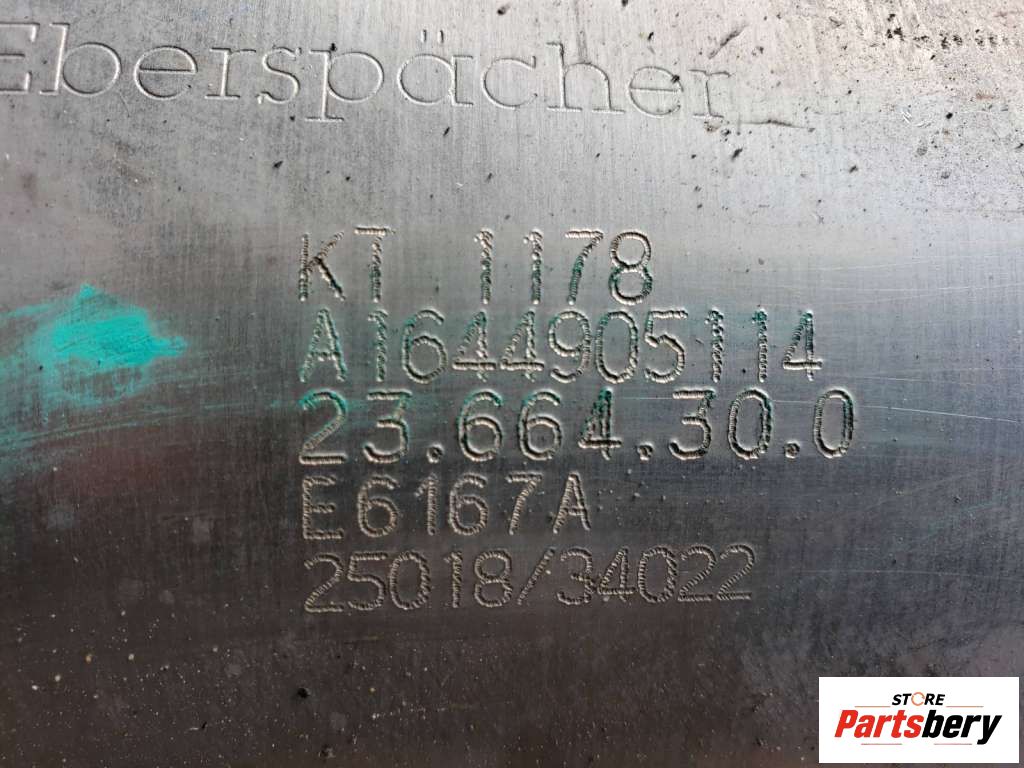 Eberspächer
KT 1178
A1644905114
23.664.30.0
E6167A
25018/34022
STORE
Partsbery